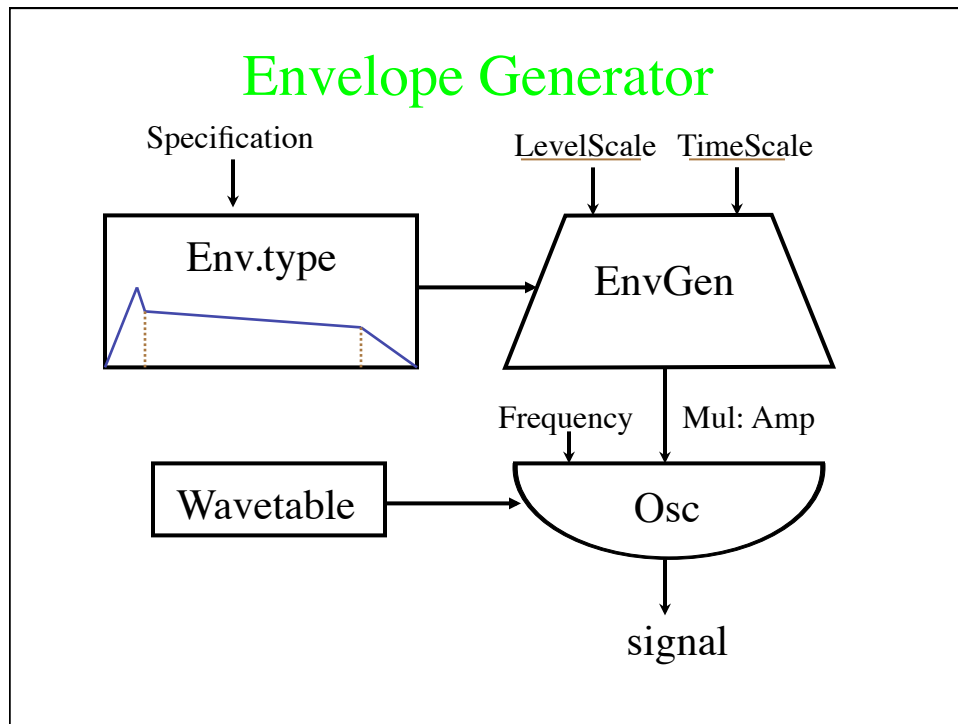 Envelope Generator
Specification
LevelScale TimeScale
Env.type
EnvGen
Frequency
Mul: Amp
Wavetable
Osc
signal